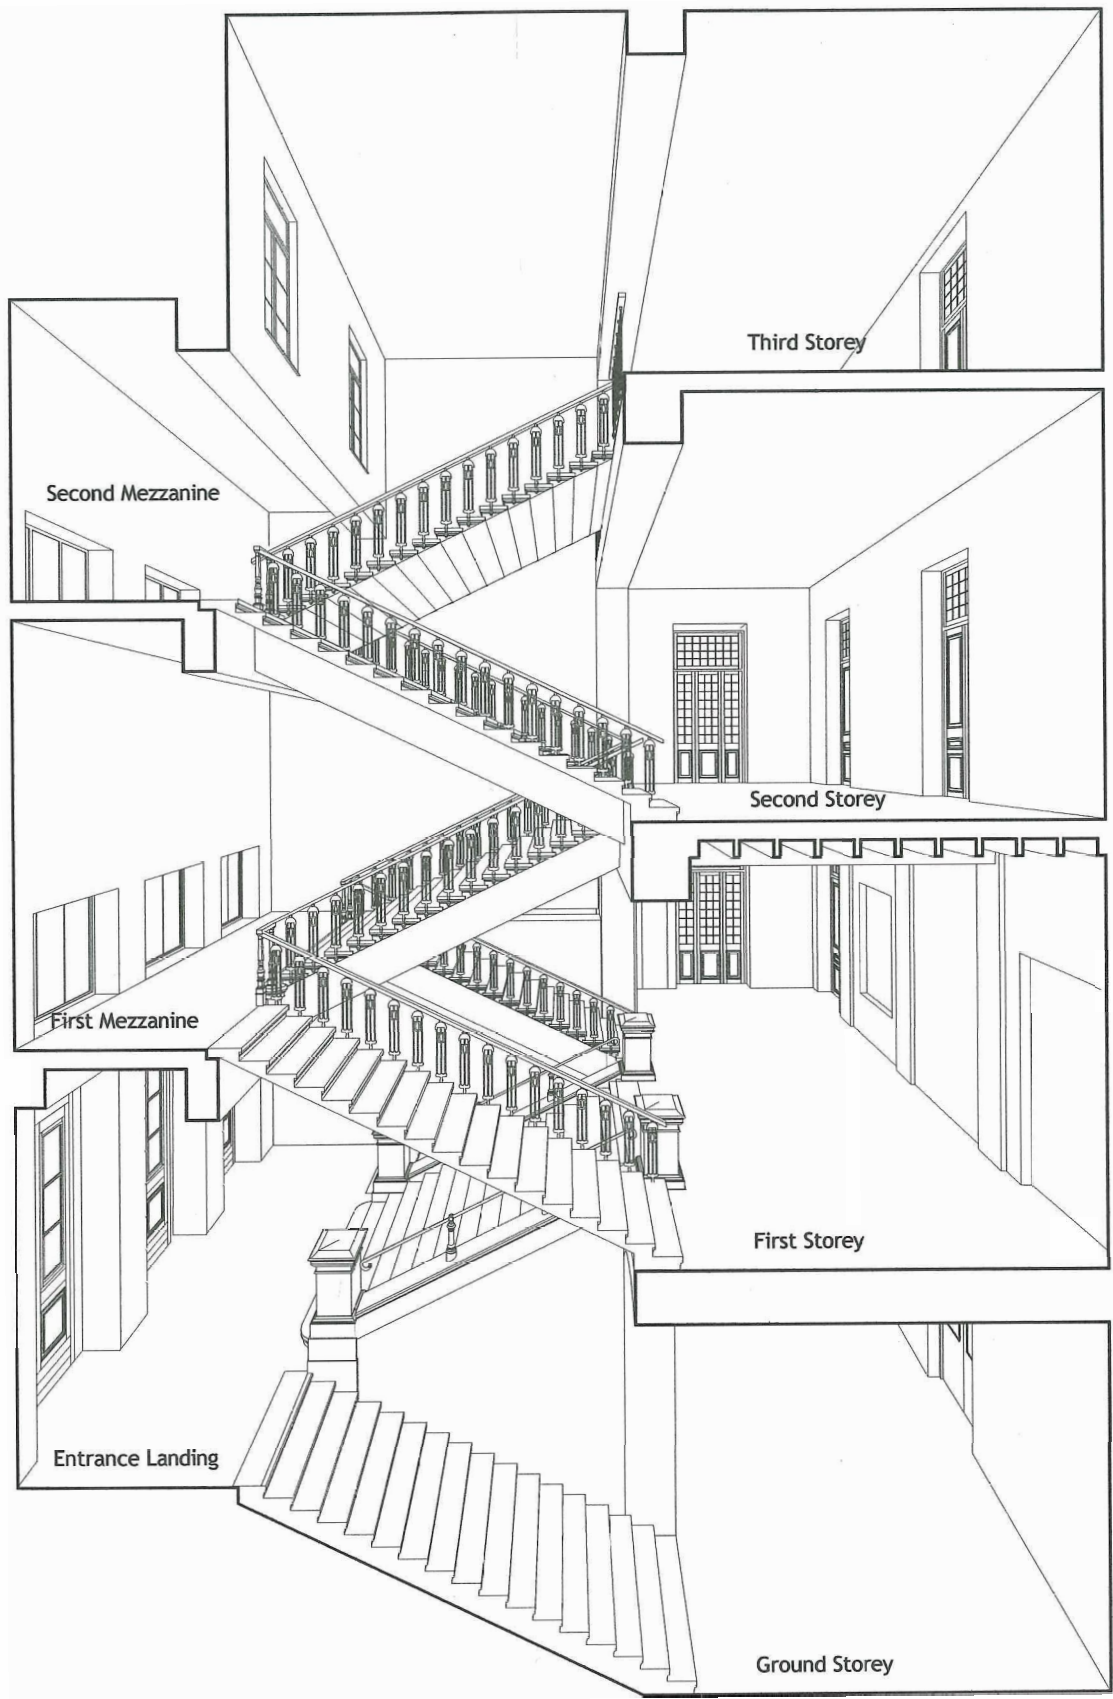 Third Storey
Second Mezzanine
Second Storey
First Mezzanine
First Storey
Entrance Landing
Ground Storey